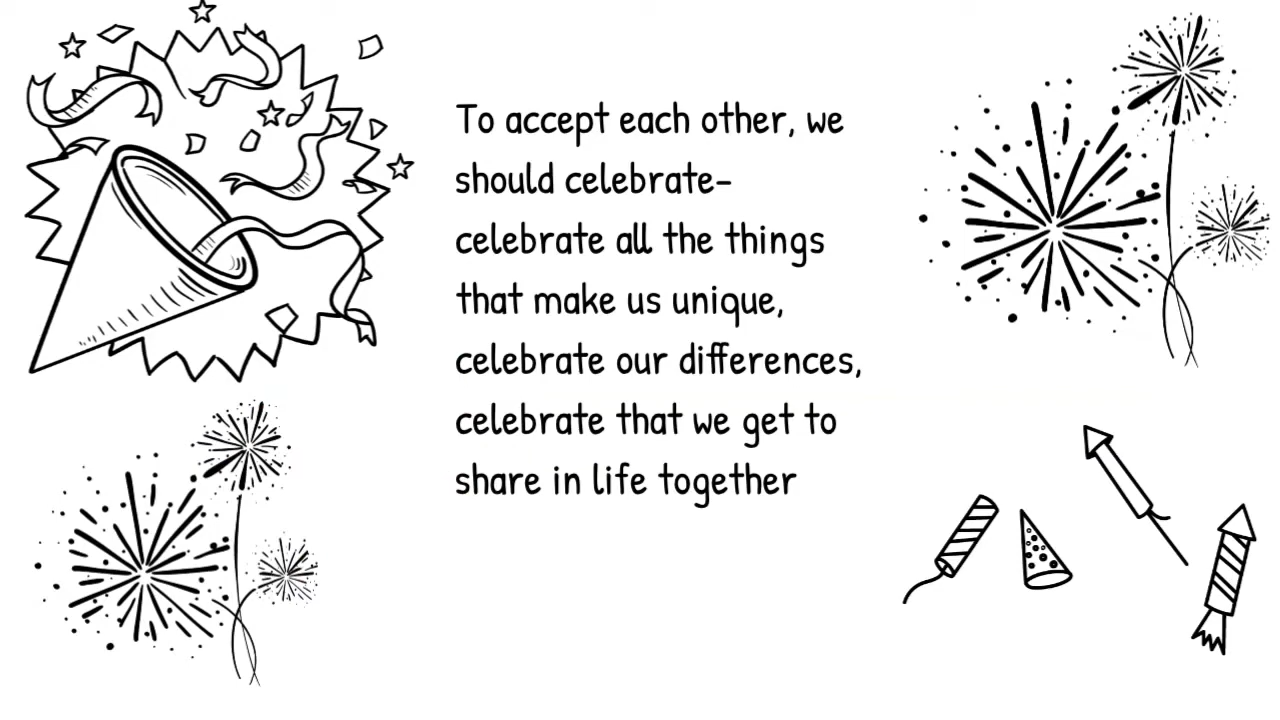 To accept each other, we
should celebrate-
celebrate all the things
that make us unique,
celebrate our differences,
celebrate that we get to
share in life together